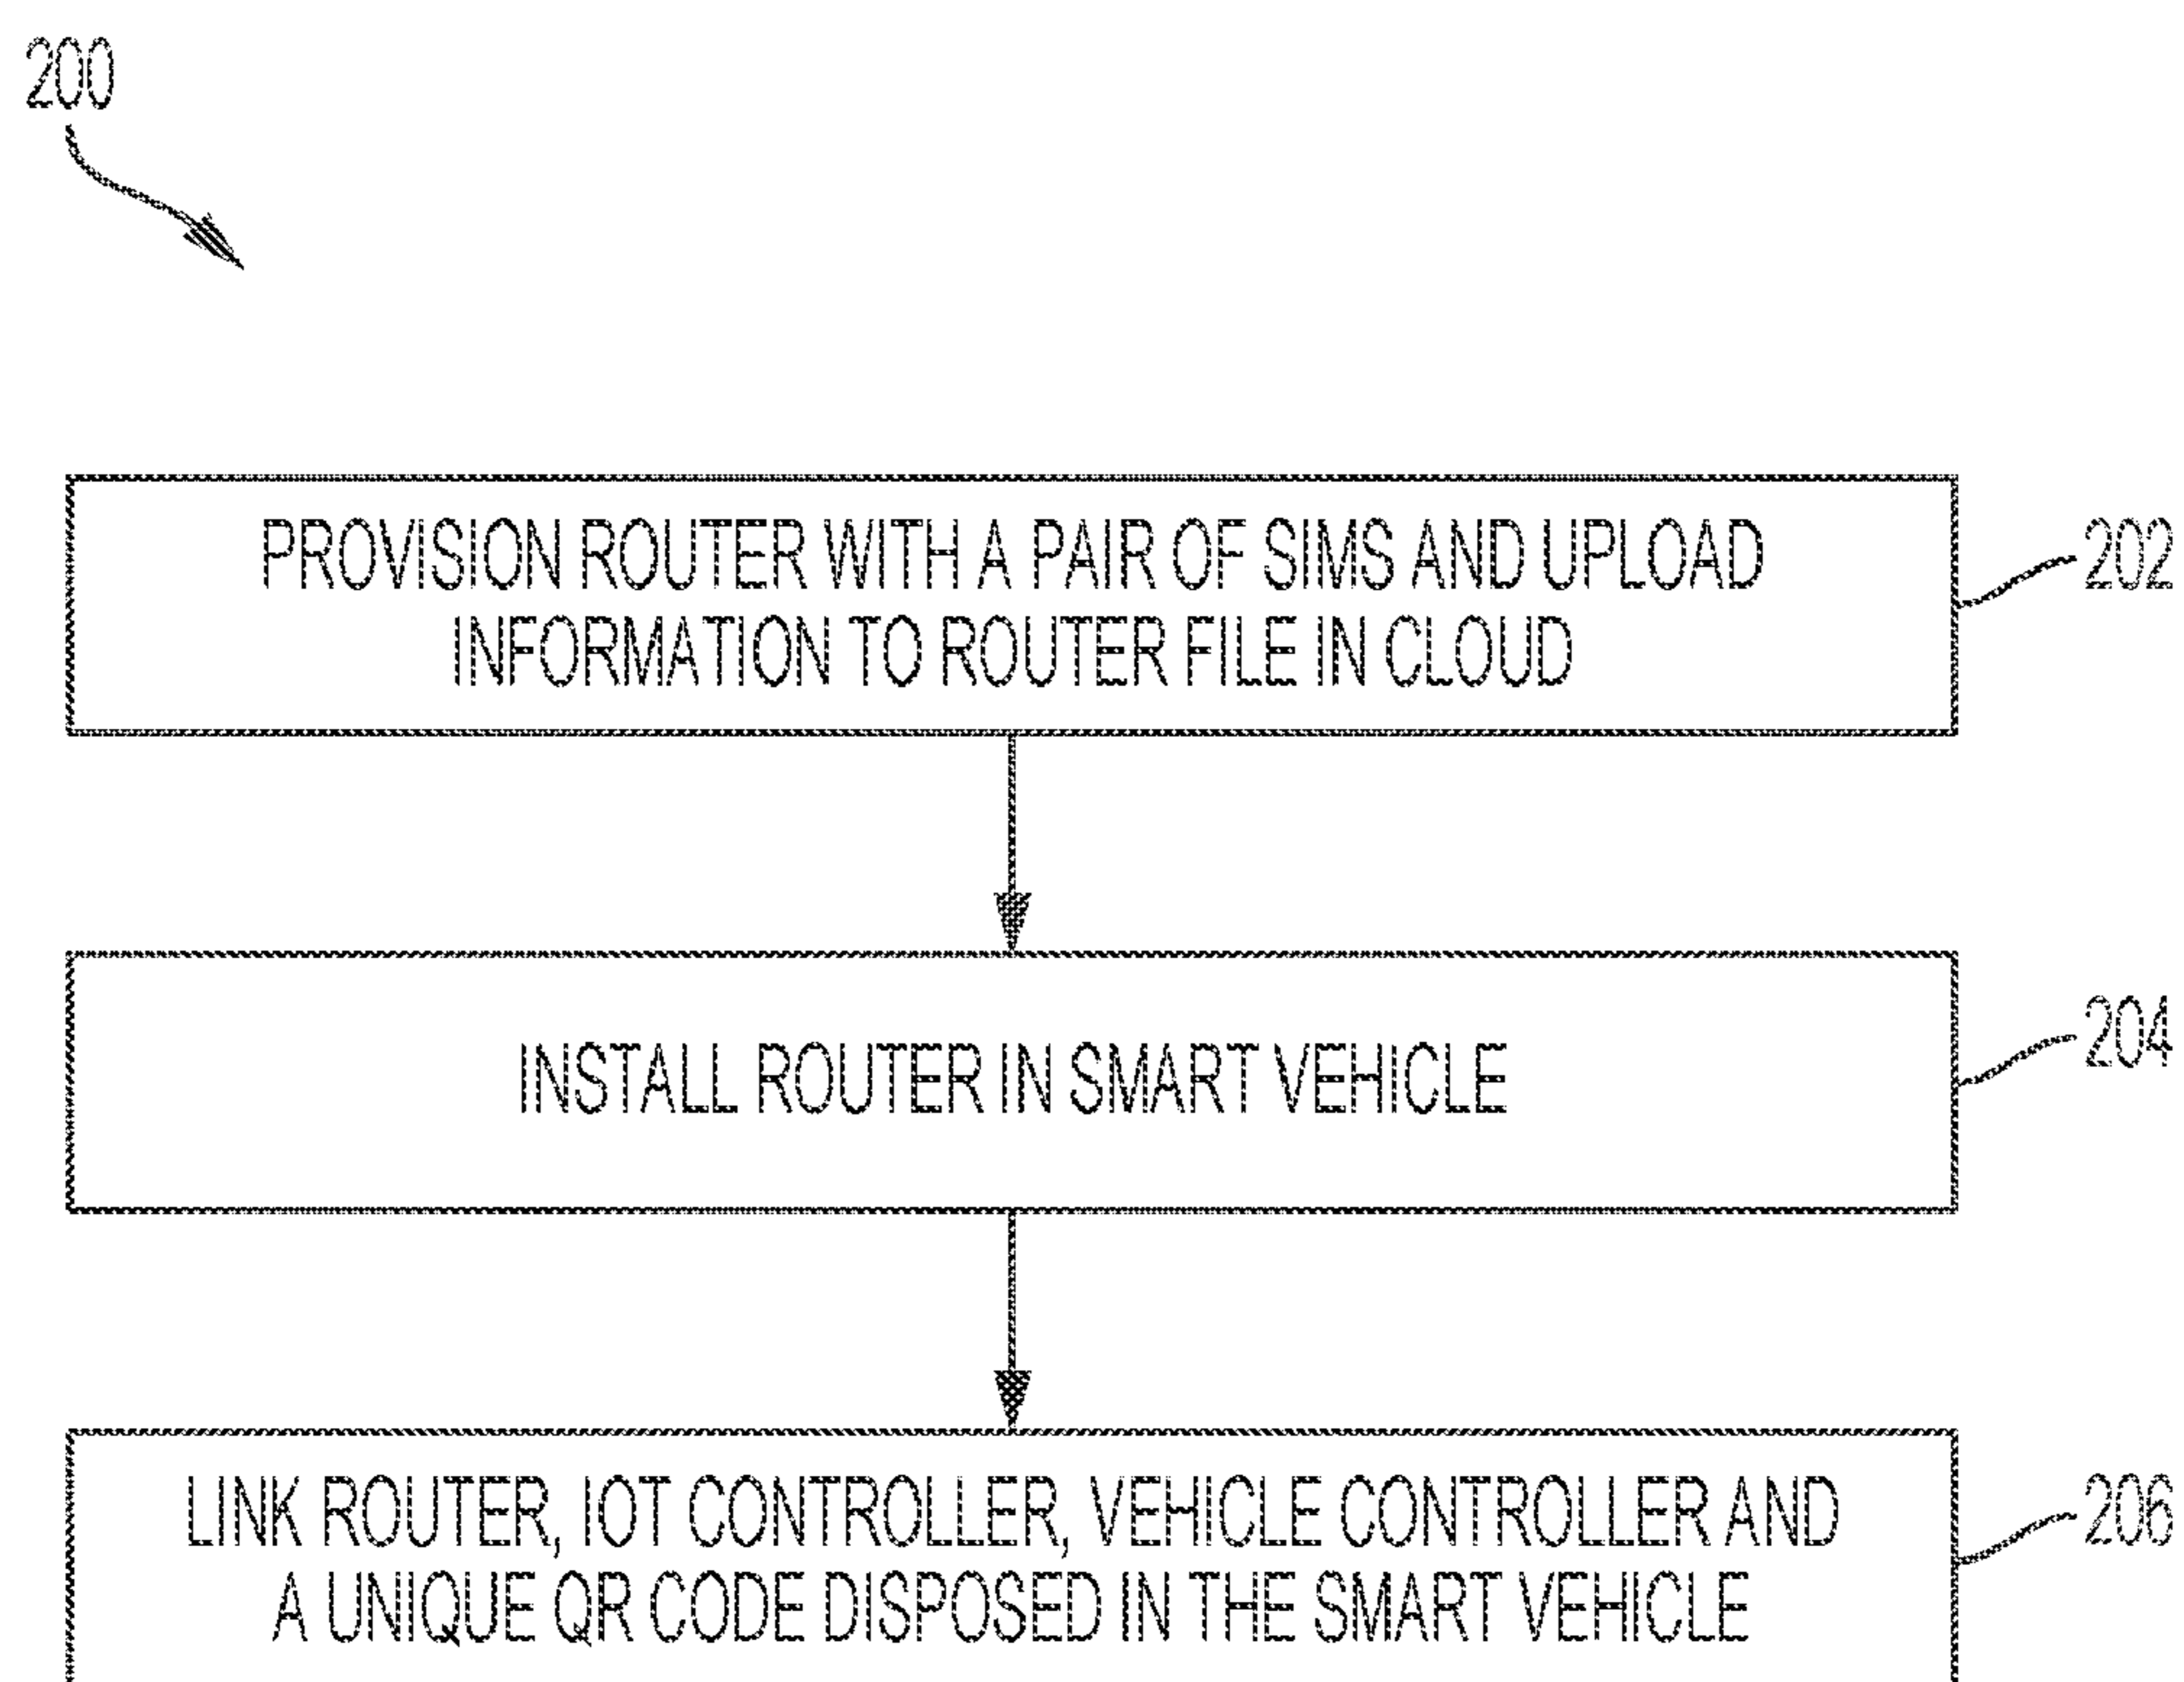 200
PROVISION ROUTER WITH A PAIR OF SIMS AND UPLOAD
INFORMATION TO ROUTER FILE IN CLOUD
202
INSTALL ROUTER IN SMART VEHICLE
204
LINK ROUTER, IOT CONTROLLER, VEHICLE CONTROLLER AND
A UNIQUE QR CODE DISPOSED IN THE SMART VEHICLE
206